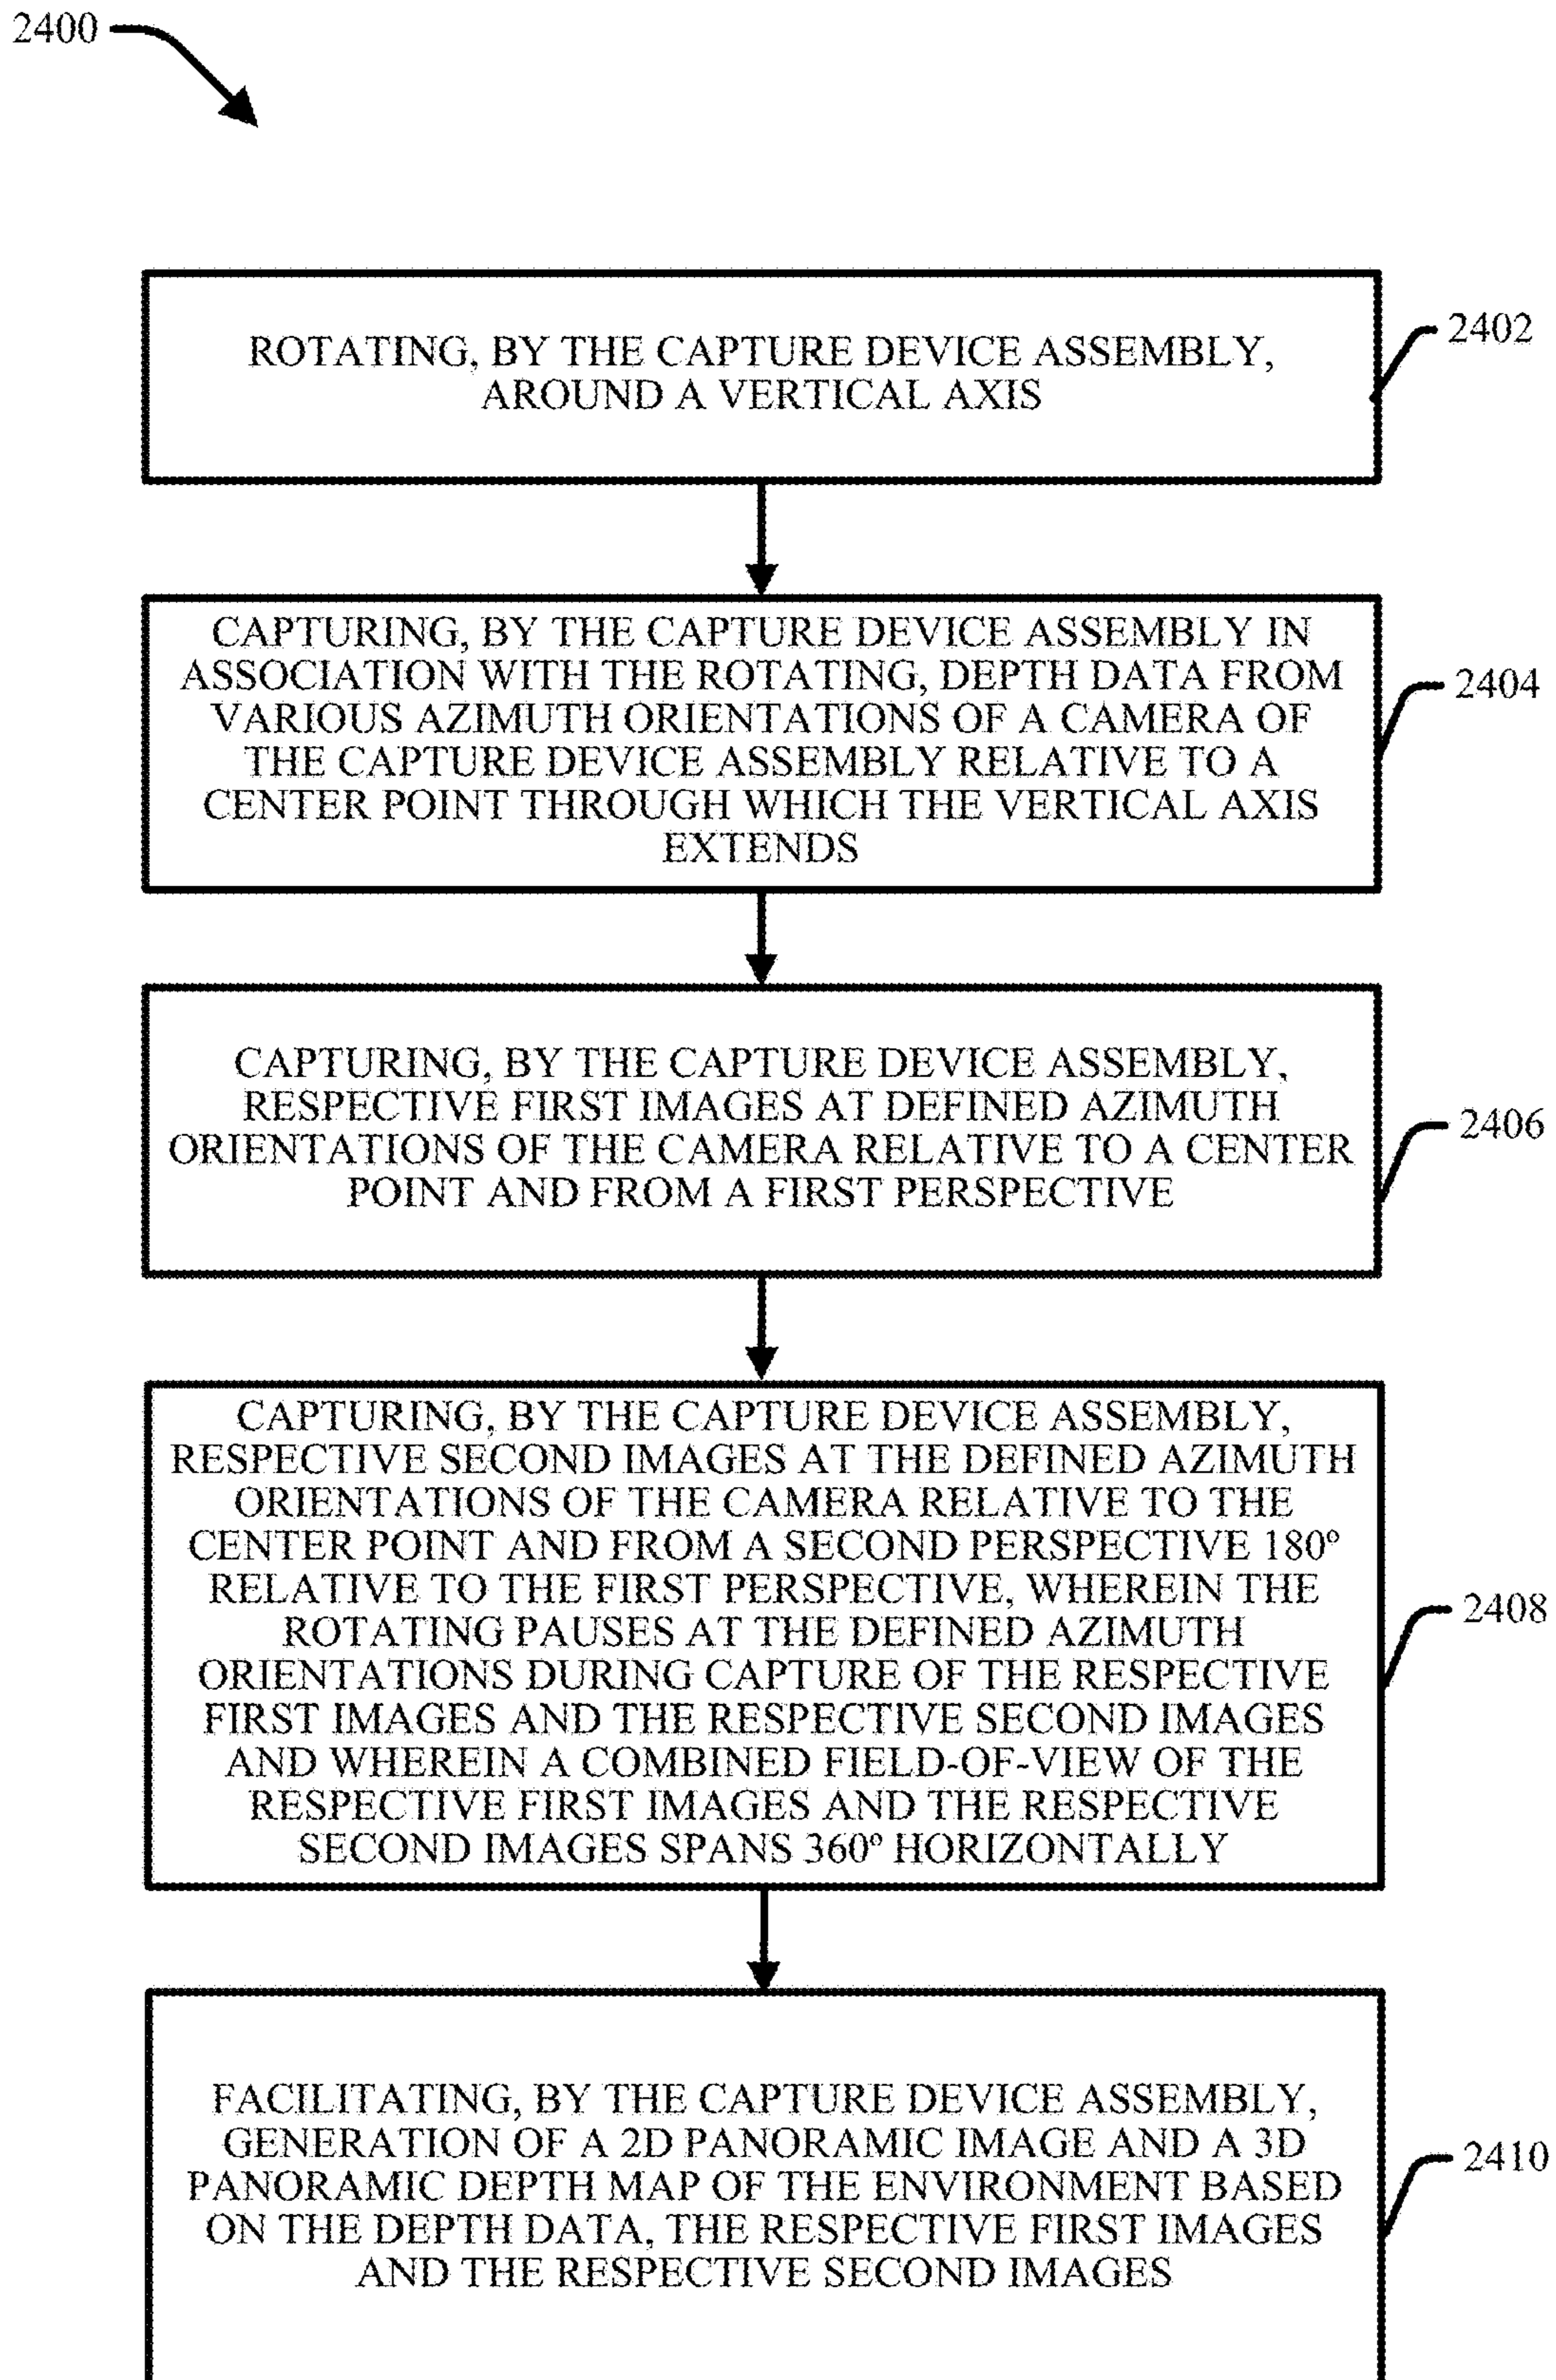 2400
ROTATING, BY THE CAPTURE DEVICE ASSEMBLY,
AROUND A VERTICAL AXIS
2402
CAPTURING, BY THE CAPTURE DEVICE ASSEMBLY IN
ASSOCIATION WITH THE ROTATING, DEPTH DATA FROM
VARIOUS AZIMUTH ORIENTATIONS OF A CAMERA OF
THE CAPTURE DEVICE ASSEMBLY RELATIVE TO A
CENTER POINT THROUGH WHICH THE VERTICAL AXIS
EXTENDS
2404
CAPTURING, BY THE CAPTURE DEVICE ASSEMBLY,
RESPECTIVE FIRST IMAGES AT DEFINED AZIMUTH
ORIENTATIONS OF THE CAMERA RELATIVE TO A CENTER
POINT AND FROM A FIRST PERSPECTIVE
2406
CAPTURING, BY THE CAPTURE DEVICE ASSEMBLY,
RESPECTIVE SECOND IMAGES AT THE DEFINED AZIMUTH
ORIENTATIONS OF THE CAMERA RELATIVE TO THE
CENTER POINT AND FROM A SECOND PERSPECTIVE 180º
RELATIVE TO THE FIRST PERSPECTIVE, WHEREIN THE
ROTATING PAUSES AT THE DEFINED AZIMUTH
ORIENTATIONS DURING CAPTURE OF THE RESPECTIVE
FIRST IMAGES AND THE RESPECTIVE SECOND IMAGES
AND WHEREIN A COMBINED FIELD-OF-VIEW OF THE
RESPECTIVE FIRST IMAGES AND THE RESPECTIVE
SECOND IMAGES SPANS 360º HORIZONTALLY
2408
FACILITATING, BY THE CAPTURE DEVICE ASSEMBLY,
GENERATION OF A 2D PANORAMIC IMAGE AND A 3D
PANORAMIC DEPTH MAP OF THE ENVIRONMENT BASED
ON THE DEPTH DATA, THE RESPECTIVE FIRST IMAGES
AND THE RESPECTIVE SECOND IMAGES
2410